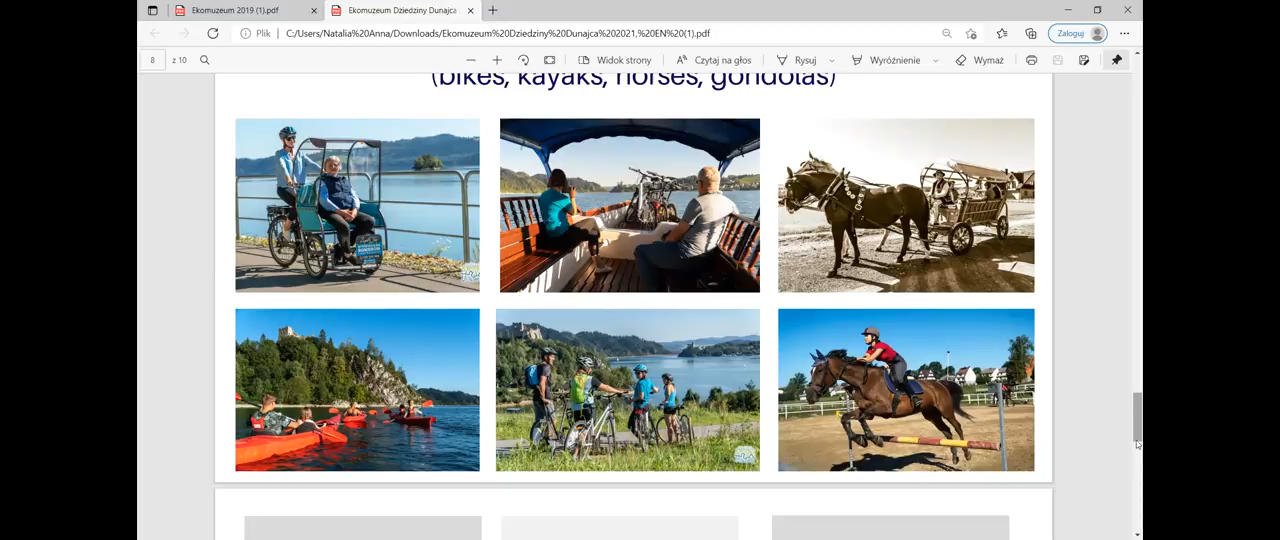 Ekomuzeum 2019 (1).pdf
Ekomuzeum Dziedziny Dunajca
Plik
C:/Users/Natalia%20Anna/Downloads/Ekomuzeum%20Dziedziny%20Dunajca%202021,%20EN%20(1).pdf
Zaloguj
8 z 10
Widok strony
Czytaj na głos
Rysuj
Wyróżnienie
Wymaż
(bikes, kayaks, horses, gondolas)